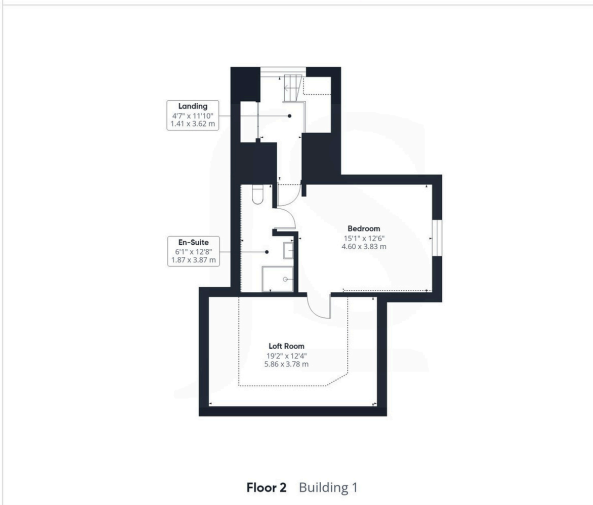 Landing
4'7" x 11'10"
1.41 x 3.62 m
Bedroom
15'1" x 12'6"
4.60 x 3.83 m
En-Suite
6'1" x 12'8"
1.87 x 3.87 m
Loft Room
19'2" x 12'4"
5.86 x 3.78 m
Floor 2 Building 1